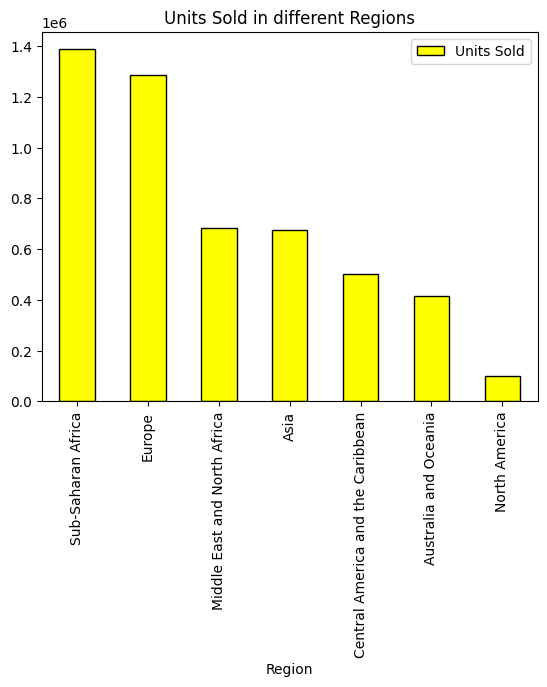 Units Sold in different Regions
1e6
Units Sold
1.4
1.2
1.0
0.8
0.6
0.4
0.2
0.0
Sub-Saharan Africa
Europe
Middle East and North Africa
Asia
Central America and the Caribbean
Australia and Oceania
North America
Region